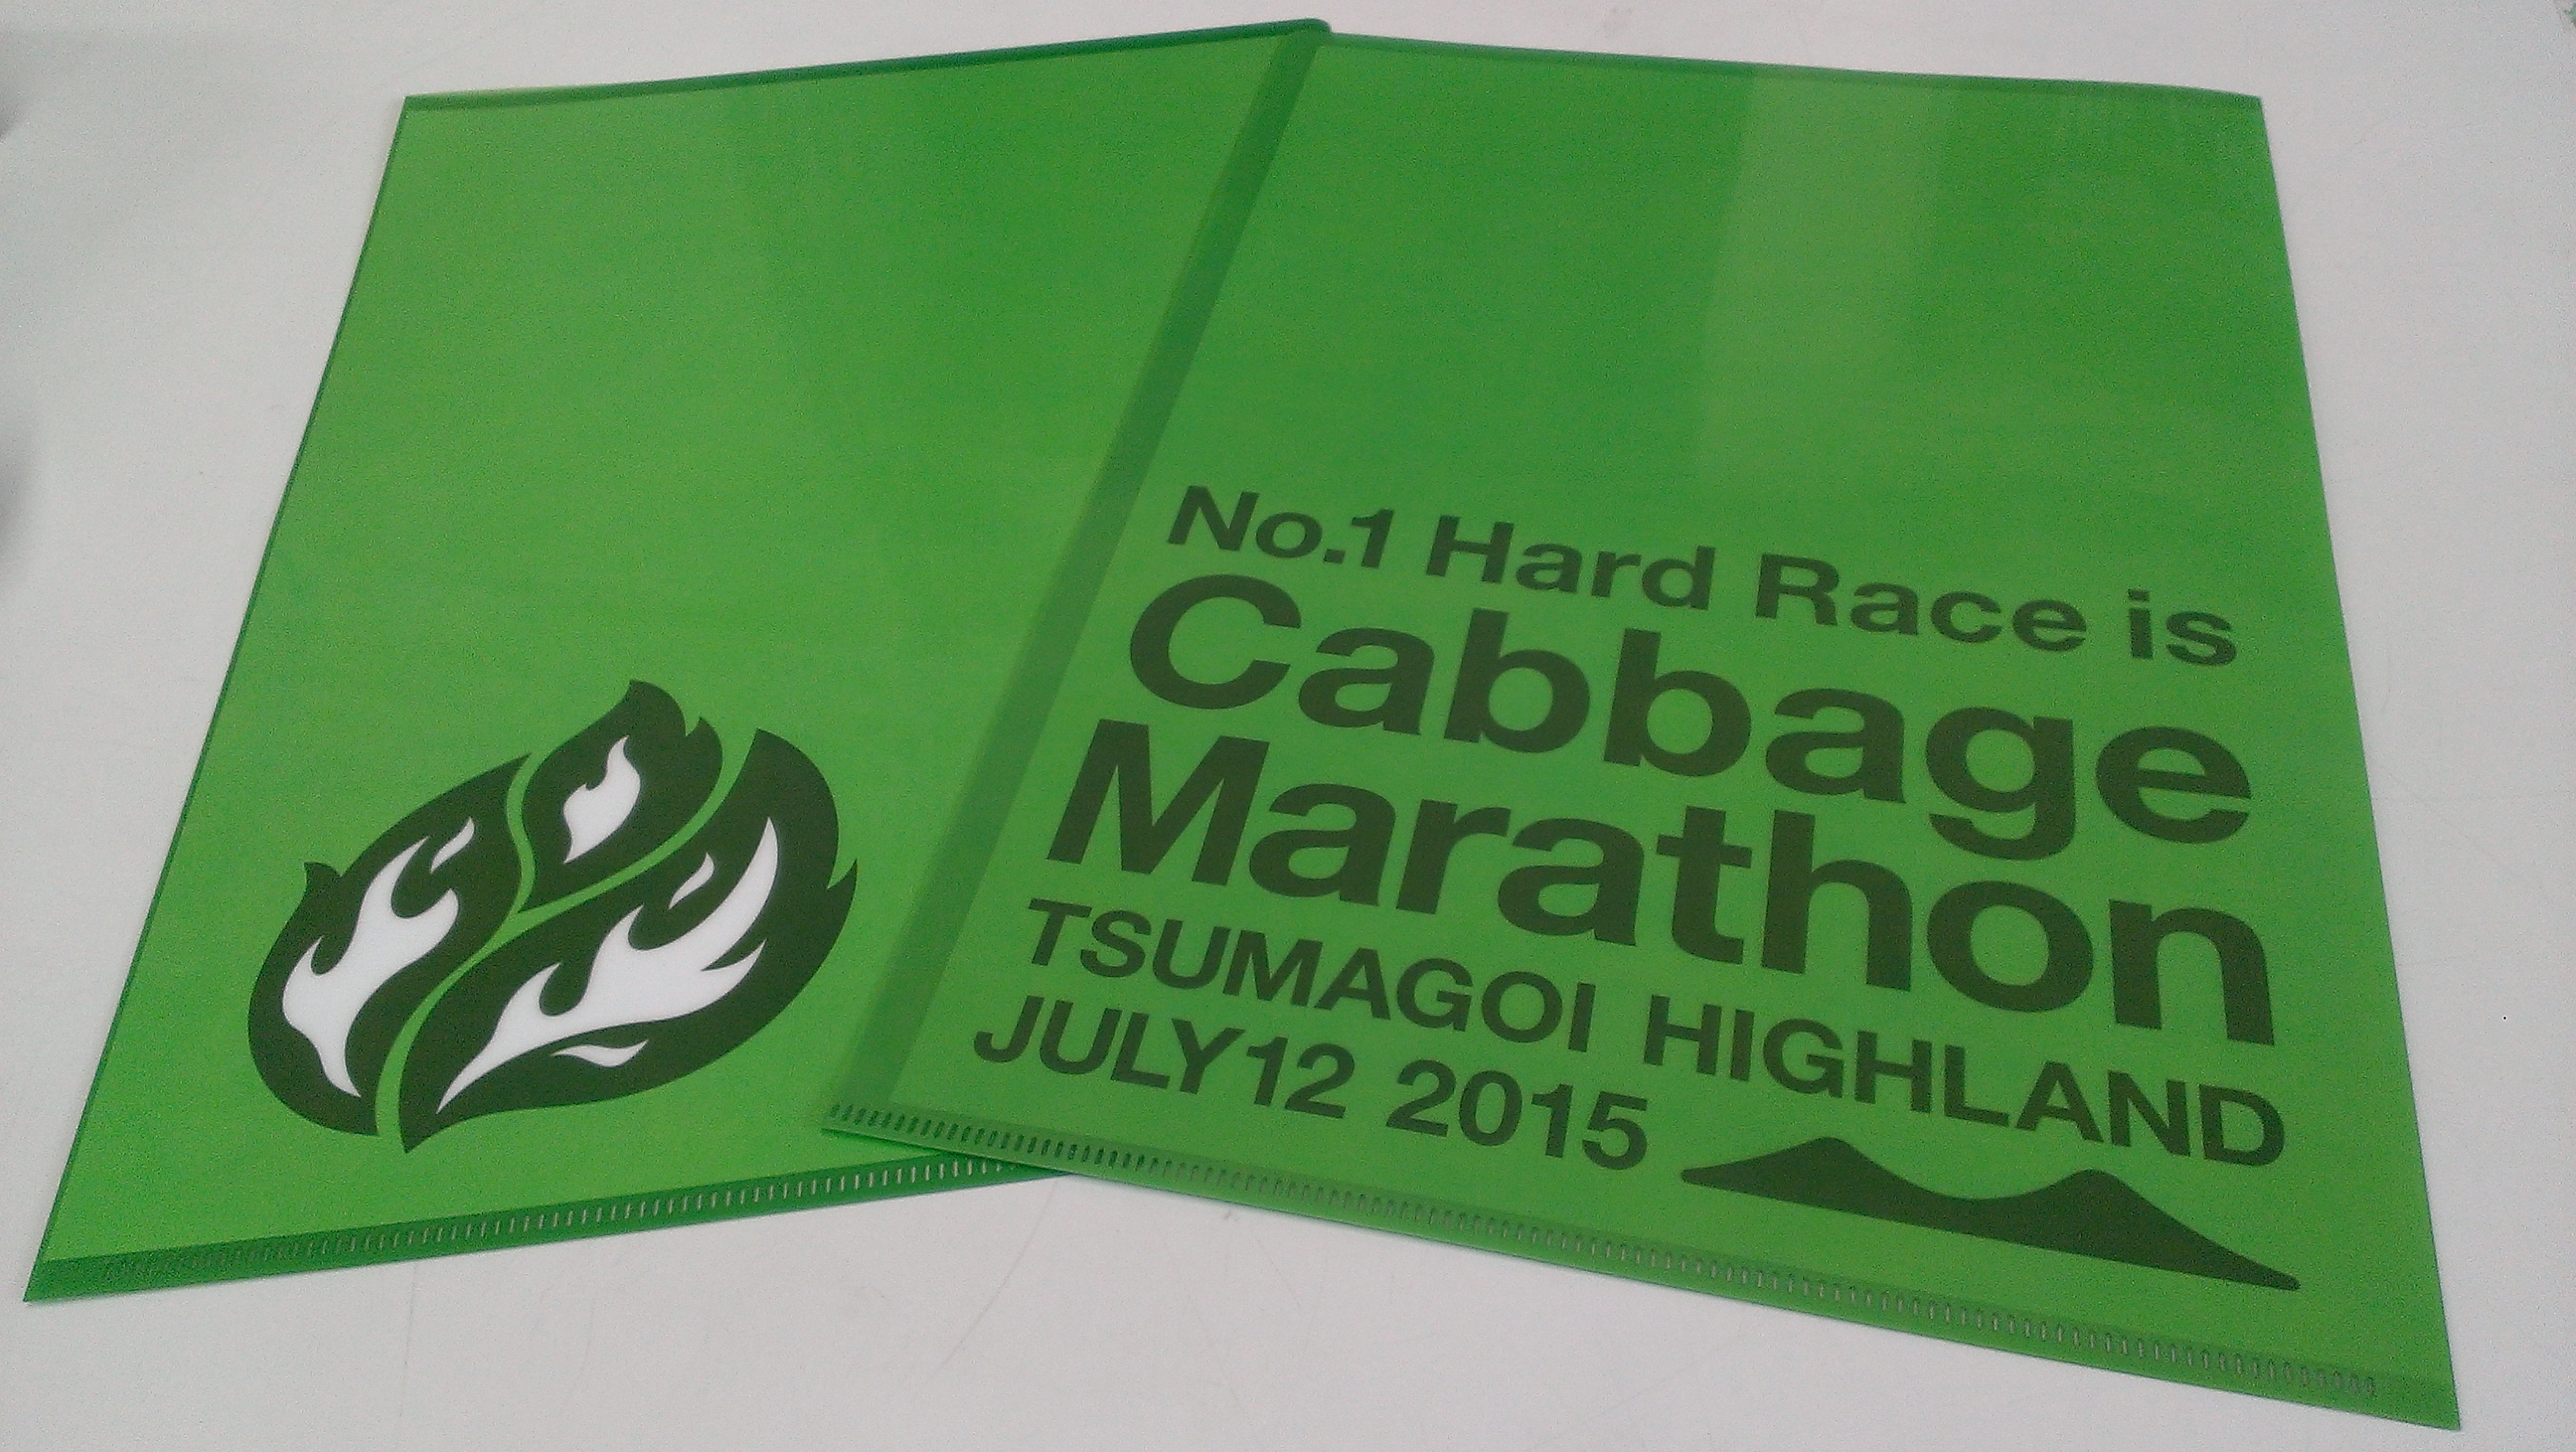 No.1 Hard Race is
Cabbage
Marathon
TSUMAGOI HIGHLAND
JULY12 2015